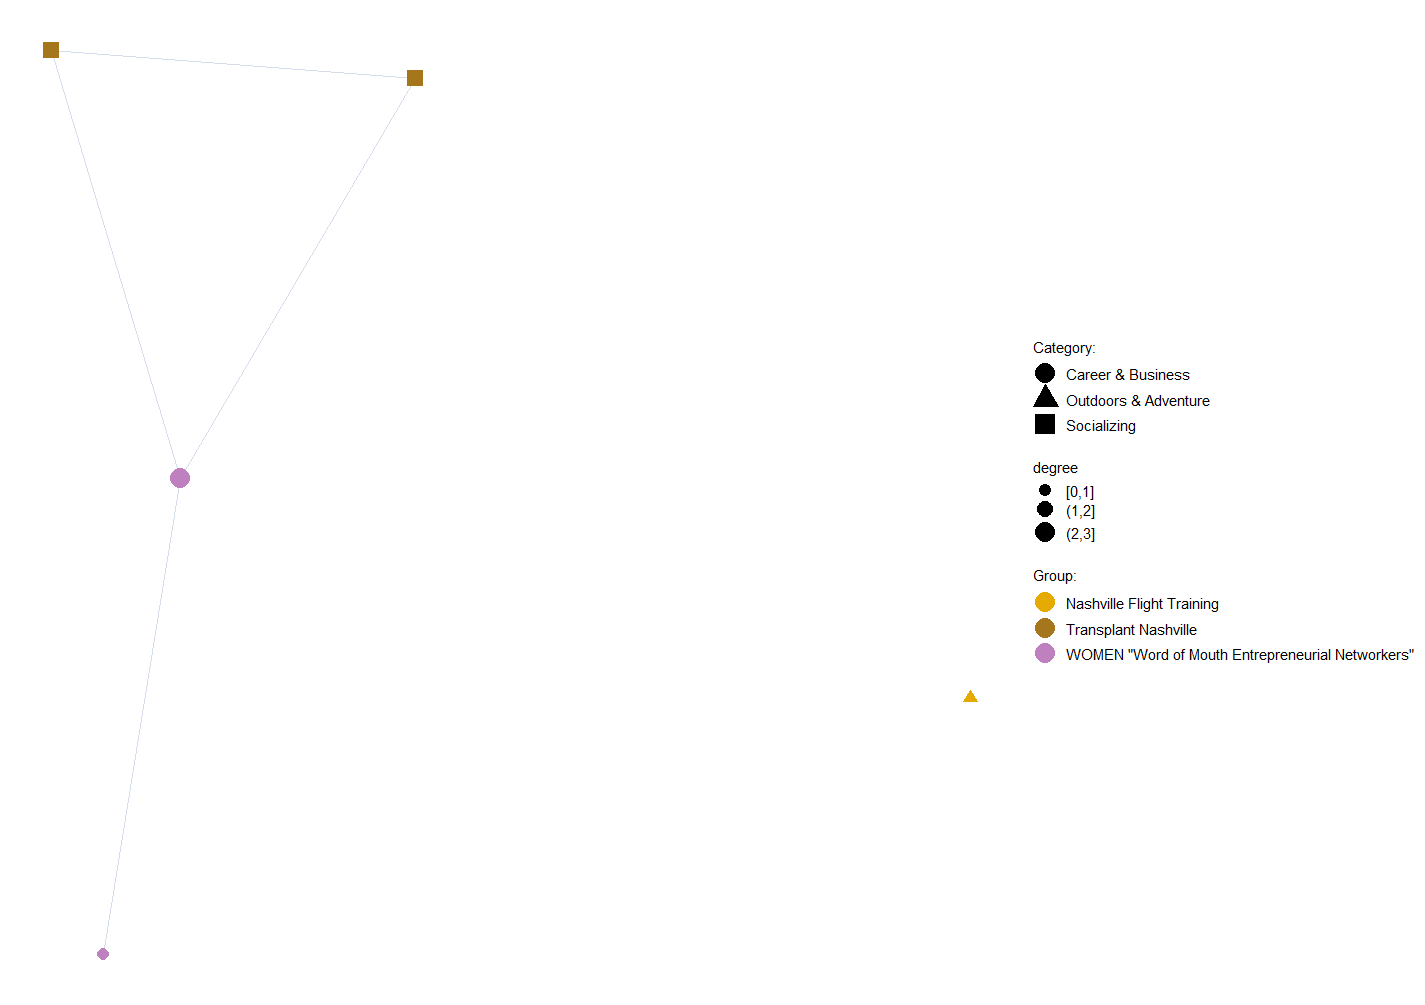 Category:
Career & Business
Outdoors & Adventure
Socializing
degree
[0,1]
(1,2]
(2,3]
Group:
Nashville Flight Training
Transplant Nashville
WOMEN "Word of Mouth Entrepreneurial Networkers"